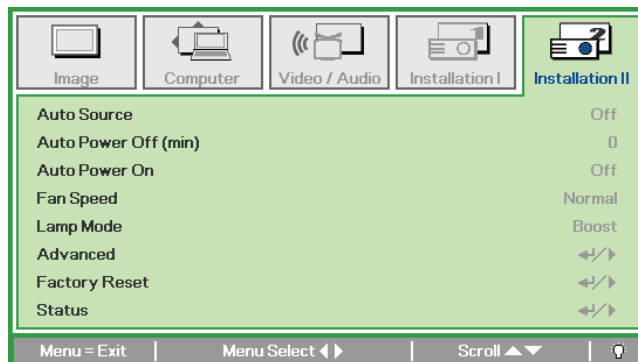 Image Computer Video / Audio Installation I Installation II
Auto Source Off
Auto Power Off (min) 0
Auto Power On Off
Fan Speed Normal
Lamp Mode Boost
Advanced
Factory Reset
Status
Menu = Exit Menu Select Scroll